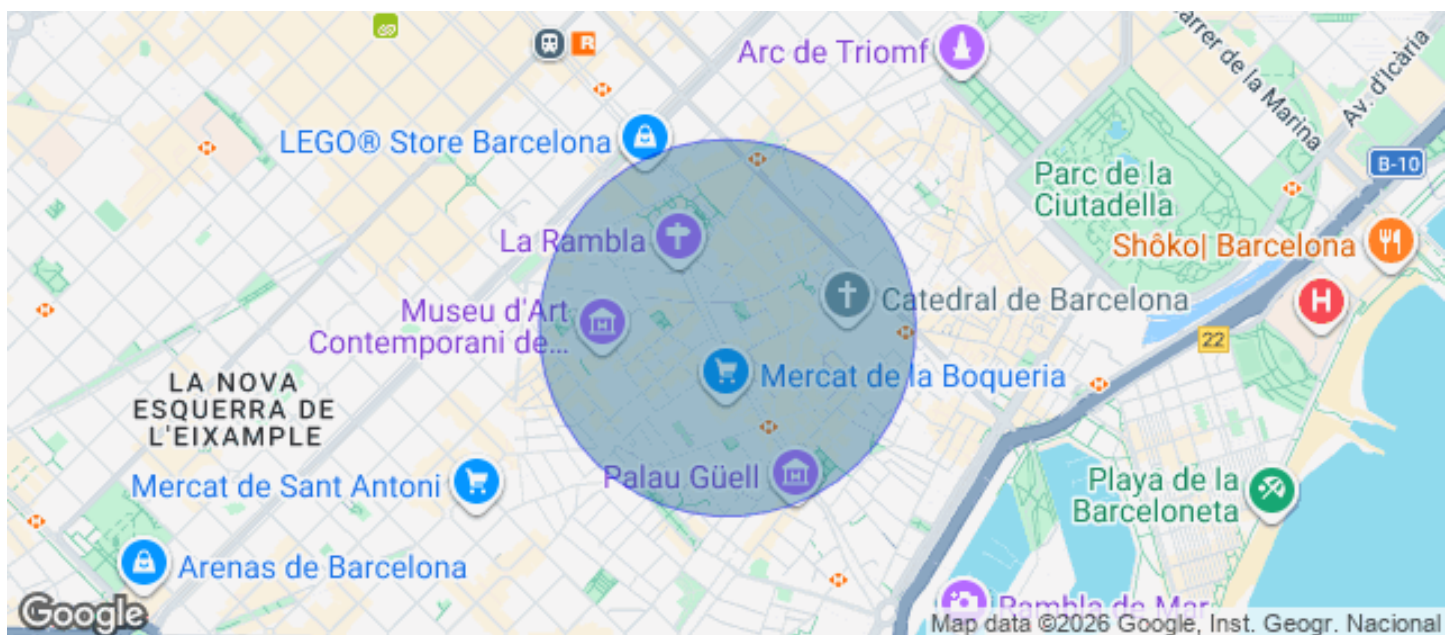 Arc de Triomf
R
LEGO® Store Barcelona
Carrer de la Marina
Av. d'Icària
B-10
Parc de la
Ciutadella
La Rambla
Shôko| Barcelona
Catedral de Barcelona
H
Museu d'Art
Contemporani de...
22
Mercat de la Boqueria
LA NOVA
ESQUERRA DE
L'EIXAMPLE
Mercat de Sant Antoni
Palau Güell
Playa de la
Barceloneta
Arenas de Barcelona
Rambla de Mar
Google
Map data ©2026 Google, Inst. Geogr. Nacional